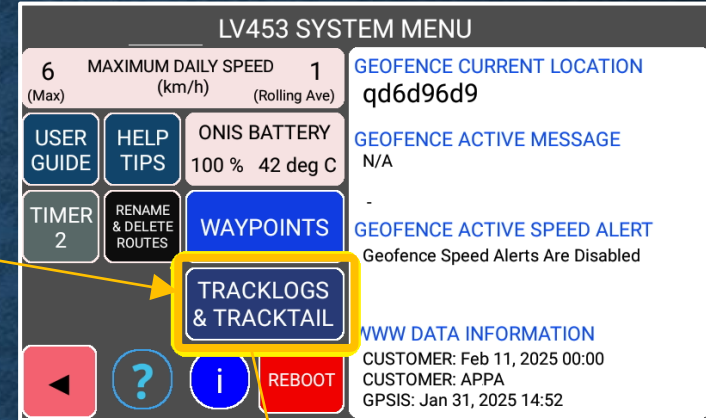 LV453 SYSTEM MENU
6 MAXIMUM DAILY SPEED 1
(Max) (km/h) (Rolling Ave)
USER
GUIDE
HELP
TIPS
ONIS BATTERY
100 % 42 deg C
TIMER
2
RENAME
& DELETE
ROUTES
WAYPOINTS
TRACKLOGS
& TRACKTAIL
◄
?
i
REBOOT
GEOFENCE CURRENT LOCATION
qd6d96d9
GEOFENCE ACTIVE MESSAGE
N/A
-
GEOFENCE ACTIVE SPEED ALERT
Geofence Speed Alerts Are Disabled
WWW DATA INFORMATION
CUSTOMER: Feb 11, 2025 00:00
CUSTOMER: APPA
GPSIS: Jan 31, 2025 14:52